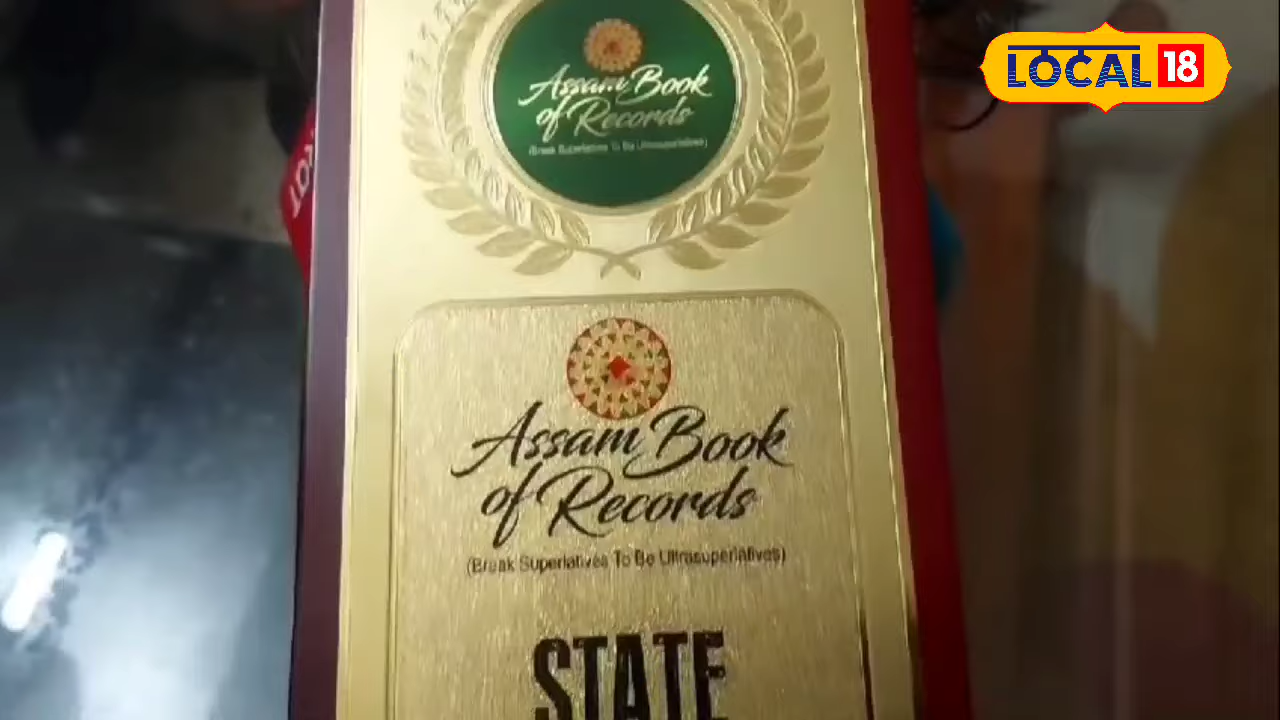 LOCAL 18
Assam Book
of Records
(Break Superlatives To Be Ultrasuperlatives)
Assam Book
of Records
(Break Superlatives To Be Ultrasuperlatives)
STATE